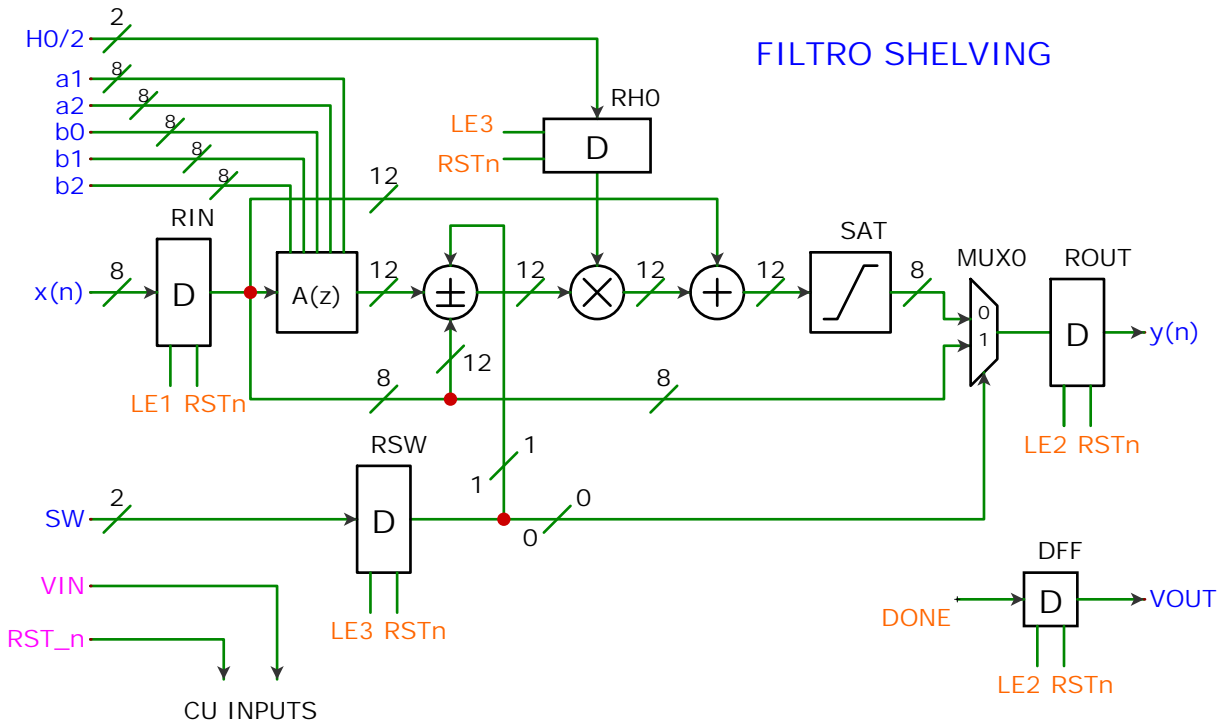 FILTRO SHELVING
H0/2
2
a1
8
a2
8
b0
8
b1
8
b2
8
RH0
LE3
RSTn
D
12
RIN
x(n)
8
D
LE1 RSTn
A(z)
12
±
12
×
12
+
12
SAT
8
MUX0
0
1
ROUT
D
y(n)
LE2 RSTn
12
8
8
RSW
1
1
SW
2
D
0
0
LE3 RSTn
VIN
RST_n
CU INPUTS
DFF
DONE
D
VOUT
LE2 RSTn